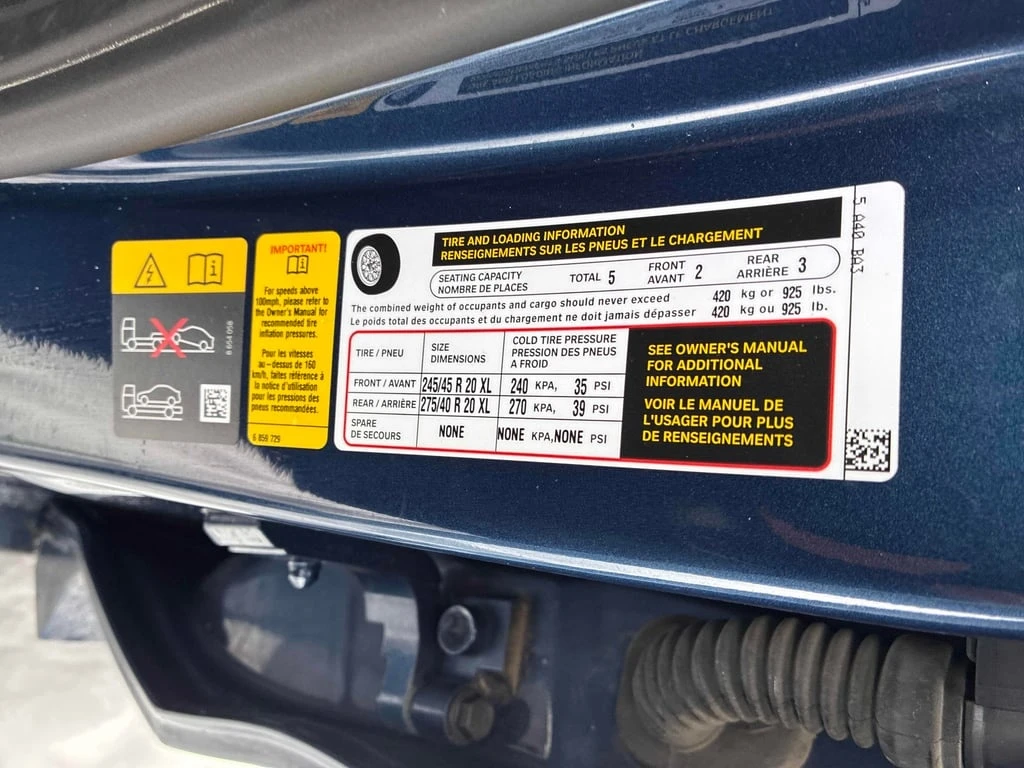 8 654 058
IMPORTANT!
For speeds above
100mph, please refer to
the Owner's Manual for
recommended tire
inflation pressures.
Pour les vitesses
au-dessus de 160
km/h, faites référence à
la notice d'utilisation
pour les pressions des
pneus recommandées.
6 859 729
TIRE AND LOADING INFORMATION
RENSEIGNEMENTS SUR LES PNEUS ET LE CHARGEMENT
SEATING CAPACITY
NOMBRE DE PLACES
TOTAL 5
FRONT
AVANT 2
REAR
ARRIÈRE 3
The combined weight of occupants and cargo should never exceed 420 kg or 925 lbs.
Le poids total des occupants et du chargement ne doit jamais dépasser 420 kg ou 925 lb.
TIRE / PNEU
SIZE
DIMENSIONS
COLD TIRE PRESSURE
PRESSION DES PNEUS
A FROID
FRONT / AVANT 245/45 R 20 XL 240 KPA, 35 PSI
REAR / ARRIÈRE 275/40 R 20 XL 270 KPA, 39 PSI
SPARE
DE SECOURS
NONE
NONE KPA,NONE PSI
SEE OWNER'S MANUAL
FOR ADDITIONAL
INFORMATION
VOIR LE MANUEL DE
L'USAGER POUR PLUS
DE RENSEIGNEMENTS
5 A40 BA3